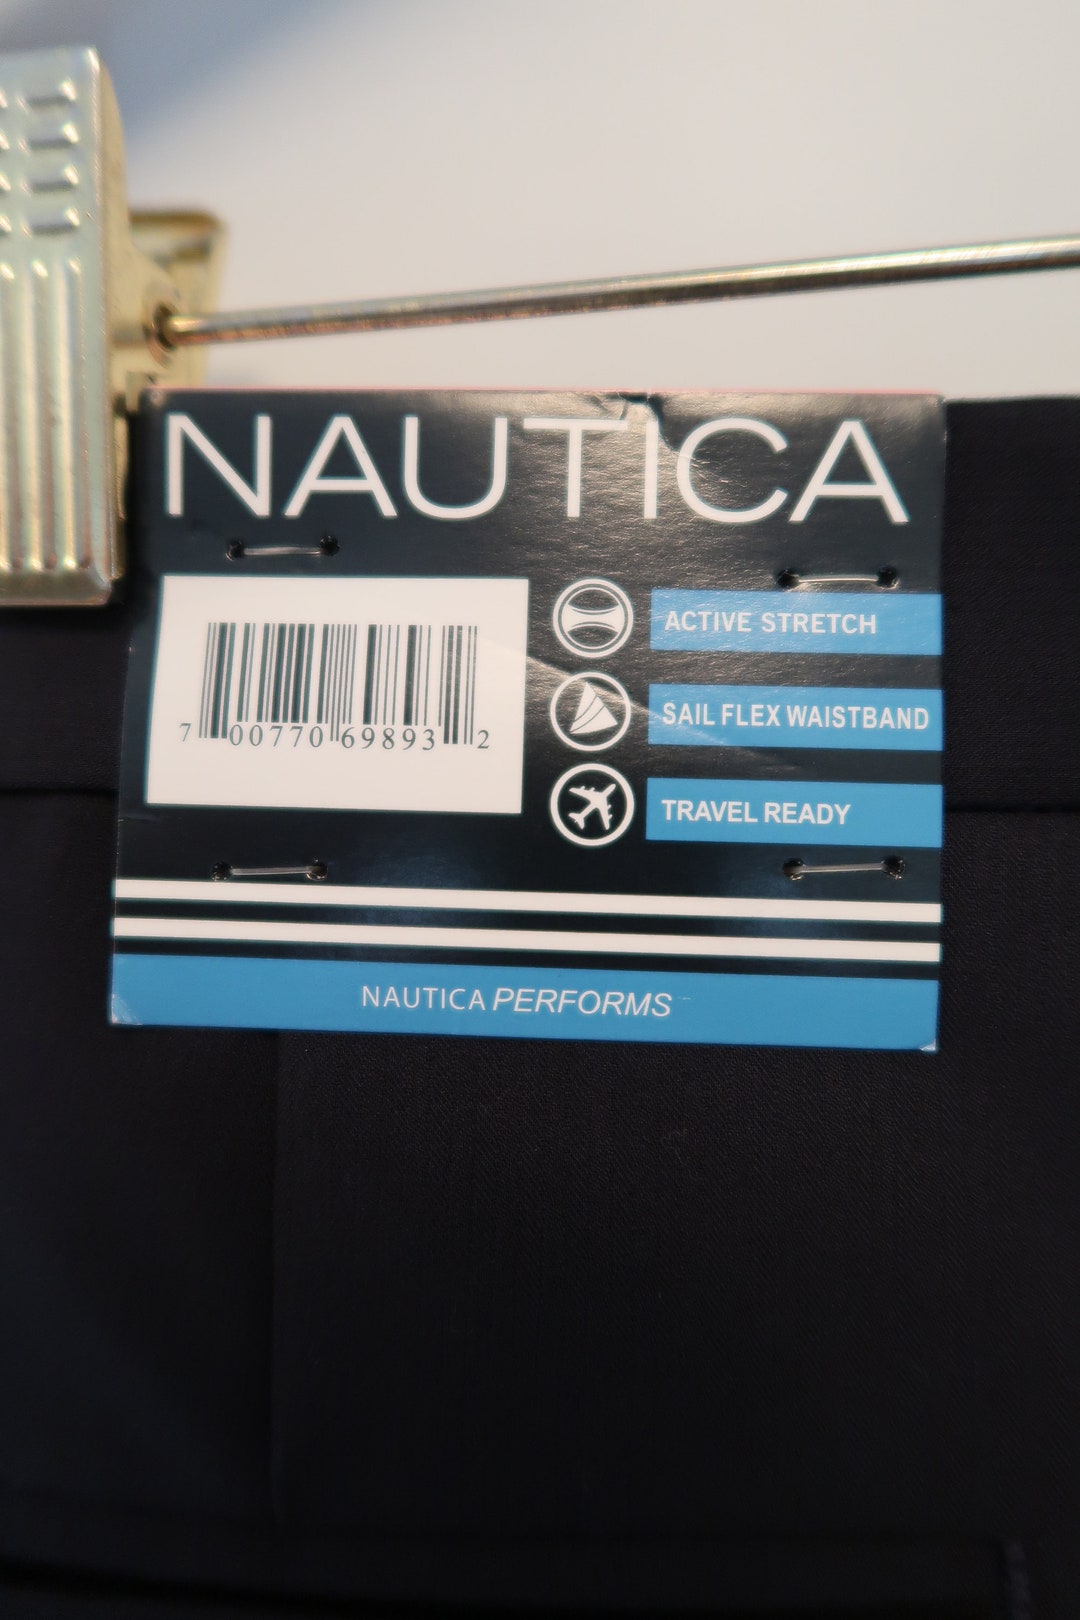 NAUTICA
7 00770 69893 2
ACTIVE STRETCH
SAIL FLEX WAISTBAND
TRAVEL READY
NAUTICA PERFORMS